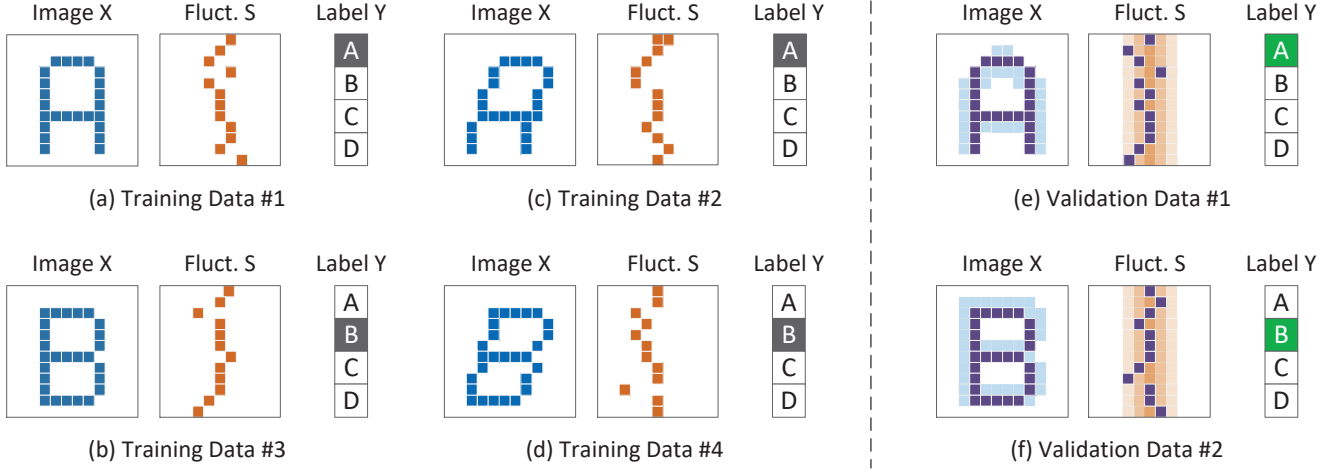 Image X Fluct. S Label Y
A
B
C
D
(a) Training Data #1
Image X Fluct. S Label Y
A
B
C
D
(c) Training Data #2
Image X Fluct. S Label Y
A
B
C
D
(e) Validation Data #1
Image X Fluct. S Label Y
A
B
C
D
(b) Training Data #3
Image X Fluct. S Label Y
A
B
C
D
(d) Training Data #4
Image X Fluct. S Label Y
A
B
C
D
(f) Validation Data #2